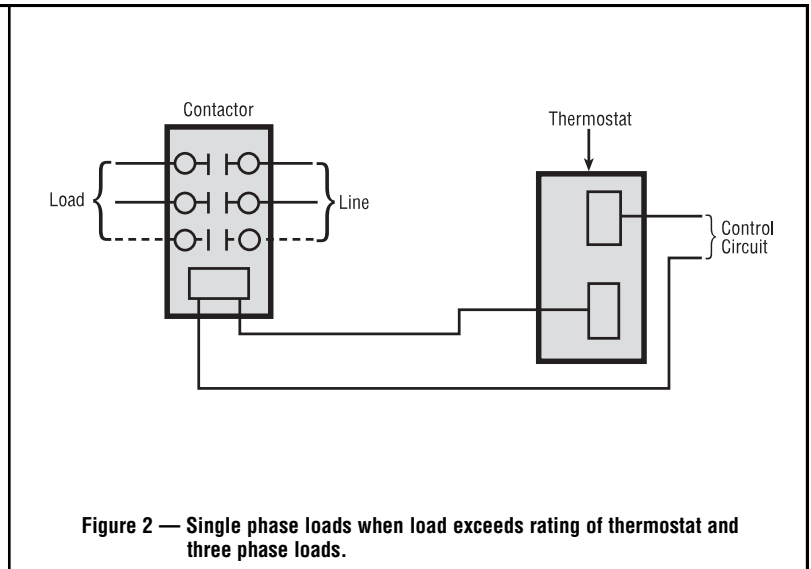 Contactor
Thermostat
Load
Line
Control
Circuit
Figure 2 — Single phase loads when load exceeds rating of thermostat and
three phase loads.